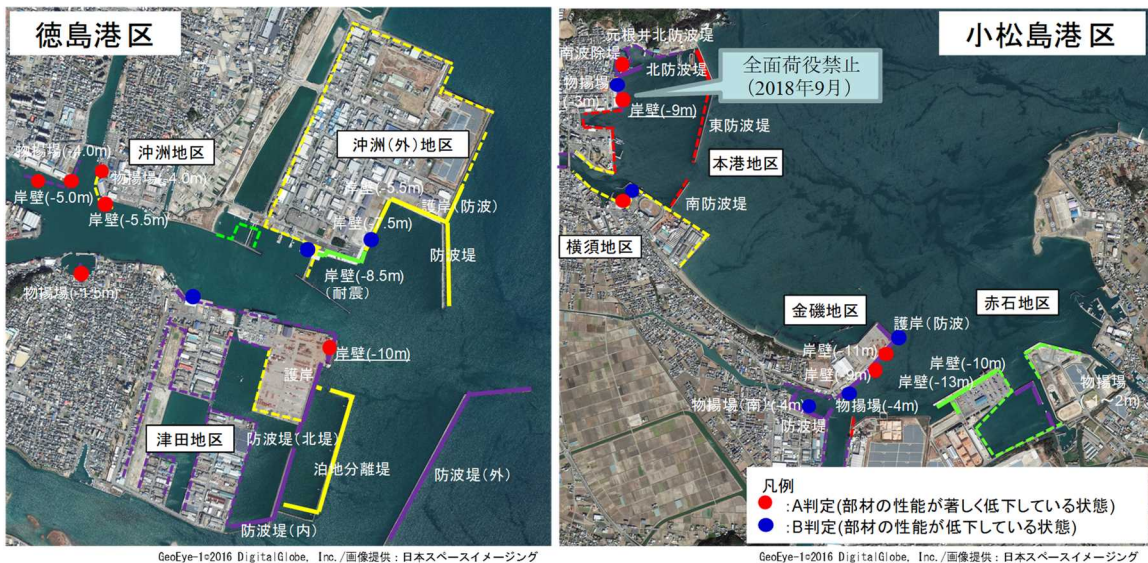 徳島港区
沖洲地区
沖洲(外)地区
物揚場(-4.0m)
物揚場(-4.0m)
岸壁(-5.0m)
岸壁(-5.5m)
岸壁(-5.5m)
護岸(防波)
防波堤
岸壁(-8.5m)
(耐震)
岸壁(-10m)
護岸
津田地区
防波堤(北堤)
泊地分離堤
防波堤(外)
防波堤(内)
GeoEye-1©2016 DigitalGlobe, Inc./画像提供：日本スペースイメージング
小松島港区
元根井北防波堤
南波除堤
北防波堤
物揚場
(-3m)
岸壁(-9m)
全面荷役禁止
(2018年9月)
東防波堤
本港地区
南防波堤
横須地区
金磯地区
護岸(防波)
赤石地区
岸壁(-11m)
岸壁(-9m)
岸壁(-10m)
岸壁(-13m)
物揚場
物揚場(南)(-4m)
物揚場(-4m)
防波堤
凡例
:A判定(部材の性能が著しく低下している状態)
:B判定(部材の性能が低下している状態)
GeoEye-1©2016 DigitalGlobe, Inc./画像提供：日本スペースイメージング